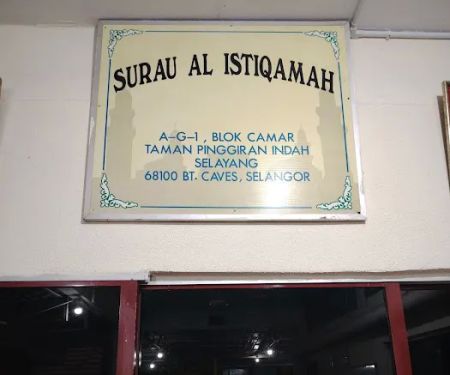 SURAU AL ISTIQAMAH
A-G-1, BLOK CAMAR
TAMAN PINGGIRAN INDAH
SELAYANG
68100 BT. CAVES, SELANGOR